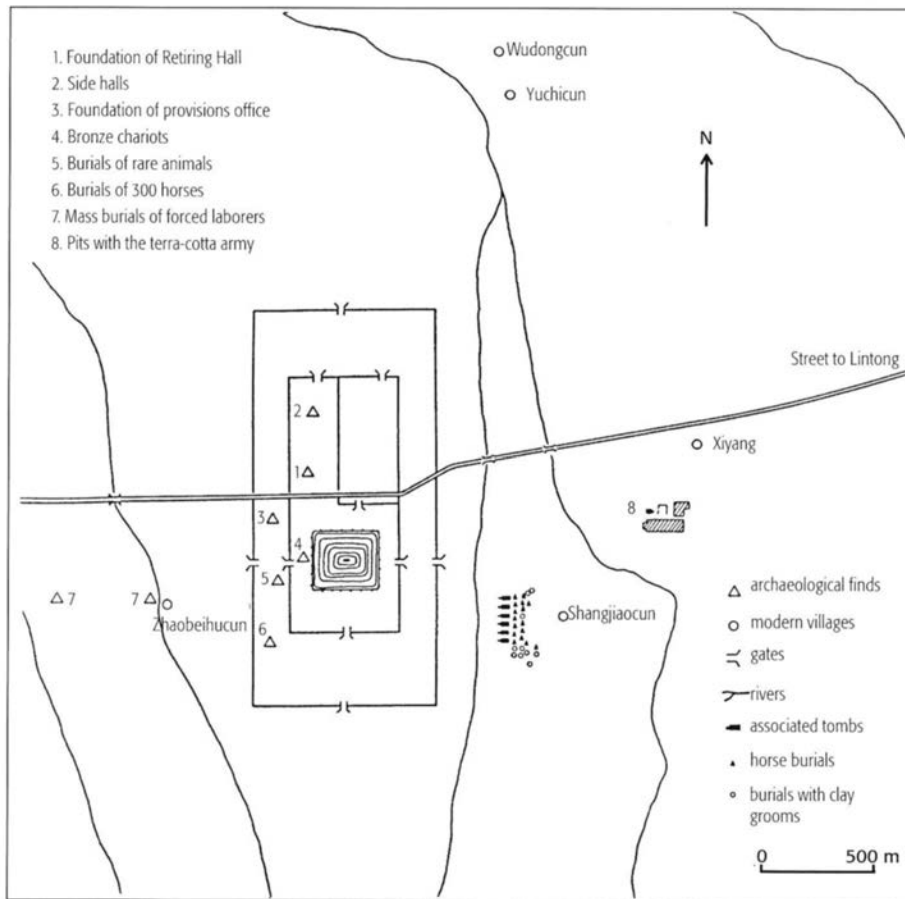 1. Foundation of Retiring Hall
2. Side halls
3. Foundation of provisions office
4. Bronze chariots
5. Burials of rare animals
6. Burials of 300 horses
7. Mass burials of forced laborers
8. Pits with the terra-cotta army
Wudongcun
Yuchicun
N
Street to Lintong
2
1
Xiyang
3
8
4
5
7
7
Zhaobeihucun
6
Shangjiaocun
archaeological finds
modern villages
gates
rivers
associated tombs
horse burials
burials with clay
grooms
0 500 m